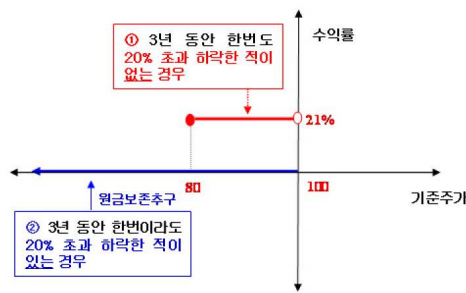 ① 3년 동안 한번도
20% 초과 하락한 적이
없는 경우
수익률
21%
80
100
기준주가
원금보존추구
② 3년 동안 한번이라도
20% 초과 하락한 적이
있는 경우